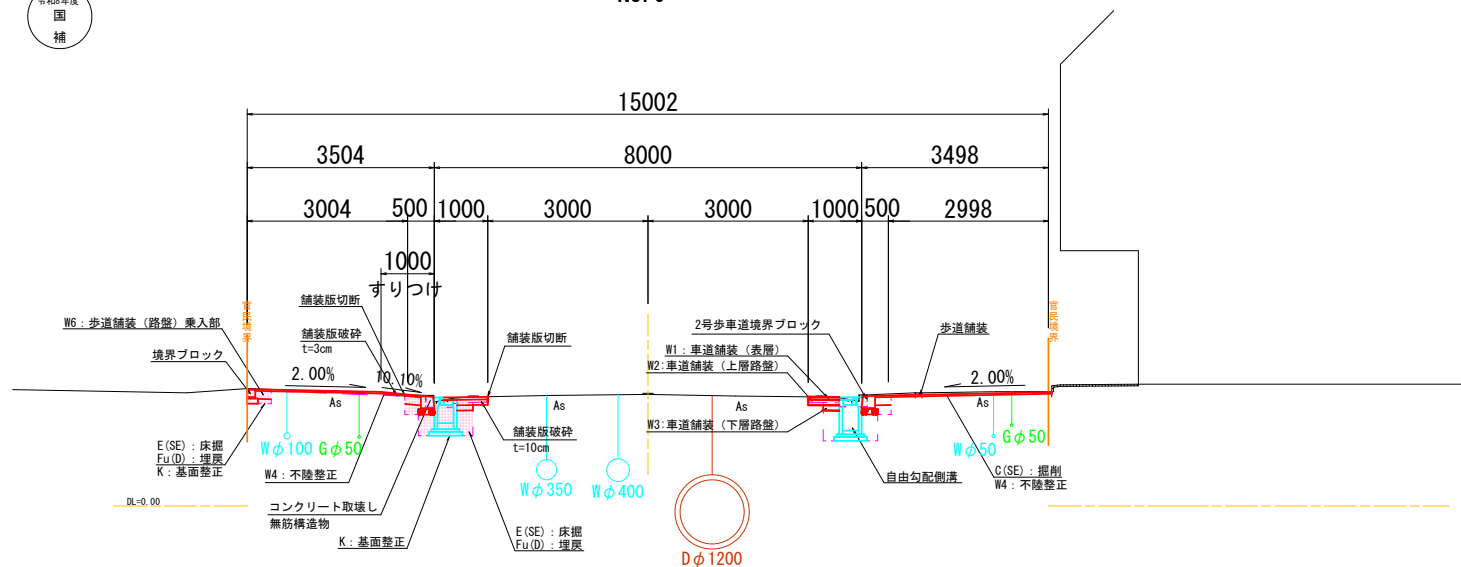 国
補
15002
3504
8000
3498
3004
500
1000
3000
3000
1000
500
2998
1000
すりつけ
官民境界
官民境界
舗装版切断
W6：歩道舗装（路盤）乗入部
舗装版破砕
t=3cm
境界ブロック
舗装版切断
2号歩車道境界ブロック
歩道舗装
W1：車道舗装（表層）
W2:車道舗装（上層路盤）
2.00%
10.10%
2.00%
As
As
As
As
W3:車道舗装（下層路盤）
舗装版破砕
t=10cm
E(SE)：床掘
Fu(D)：埋戻
K：基面整正
Wφ100
Gφ50
W4：不陸整正
Wφ350
Wφ400
Wφ50
Gφ50
自由勾配側溝
C(SE)：掘削
W4：不陸整正
DL=0.00
コンクリート取壊し
無筋構造物
K：基面整正
E(SE)：床掘
Fu(D)：埋戻
Dφ1200